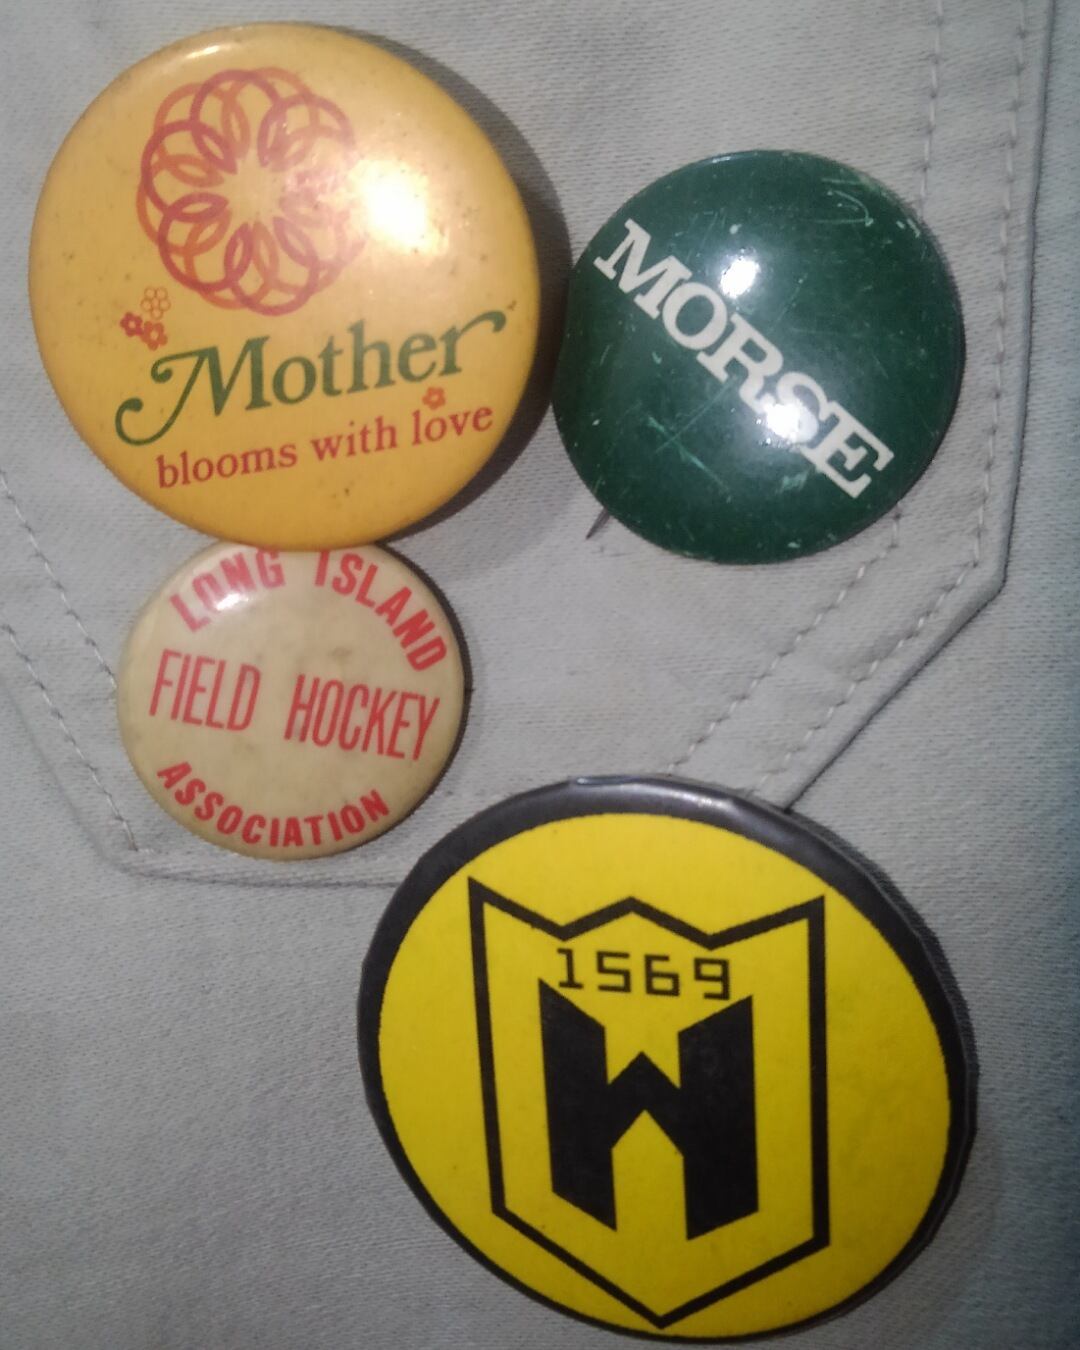 Mother
blooms with love
MORSE
LONG ISLAND
FIELD HOCKEY
ASSOCIATION
1569
W